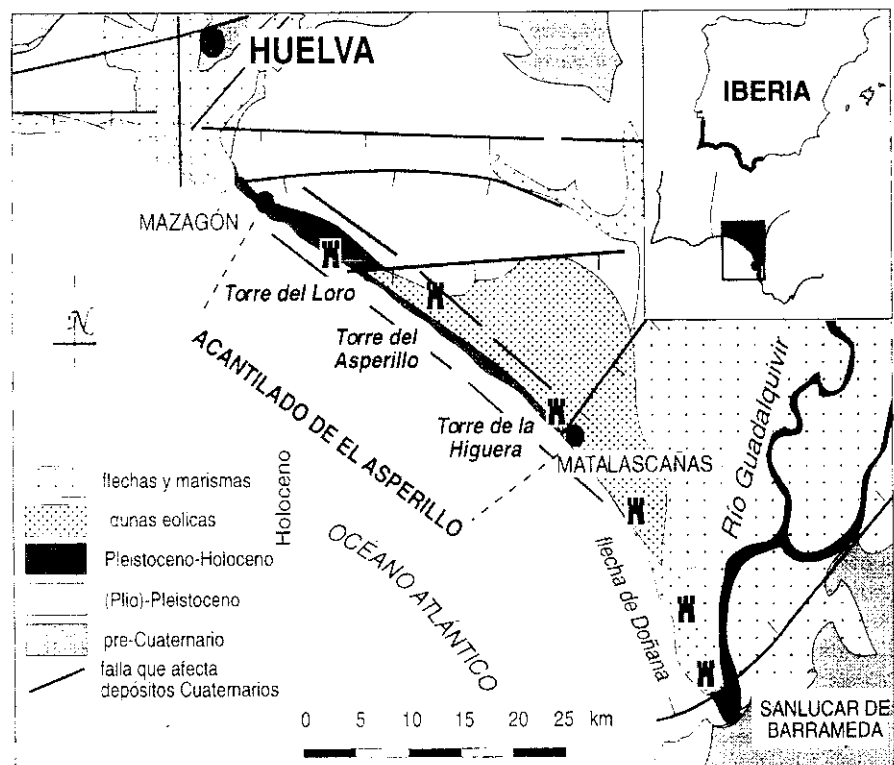 HUELVA
IBERIA
MAZAGÓN
Torre del Loro
Torre del
Asperillo
Torre de la
Higuera
ACANTILADO DE EL ASPERILLO
MATALASCAÑAS
Río Guadalquivir
N
flechas y marismas
dunas eolicas
Holoceno
Pleistoceno-Holoceno
(Plio)-Pleistoceno
pre-Cuaternario
falla que afecta
depósitos Cuaternarios
OCÉANO ATLÁNTICO
flecha de Doñana
SANLUCAR DE
BARRAMEDA
0 5 10 15 20 25 km